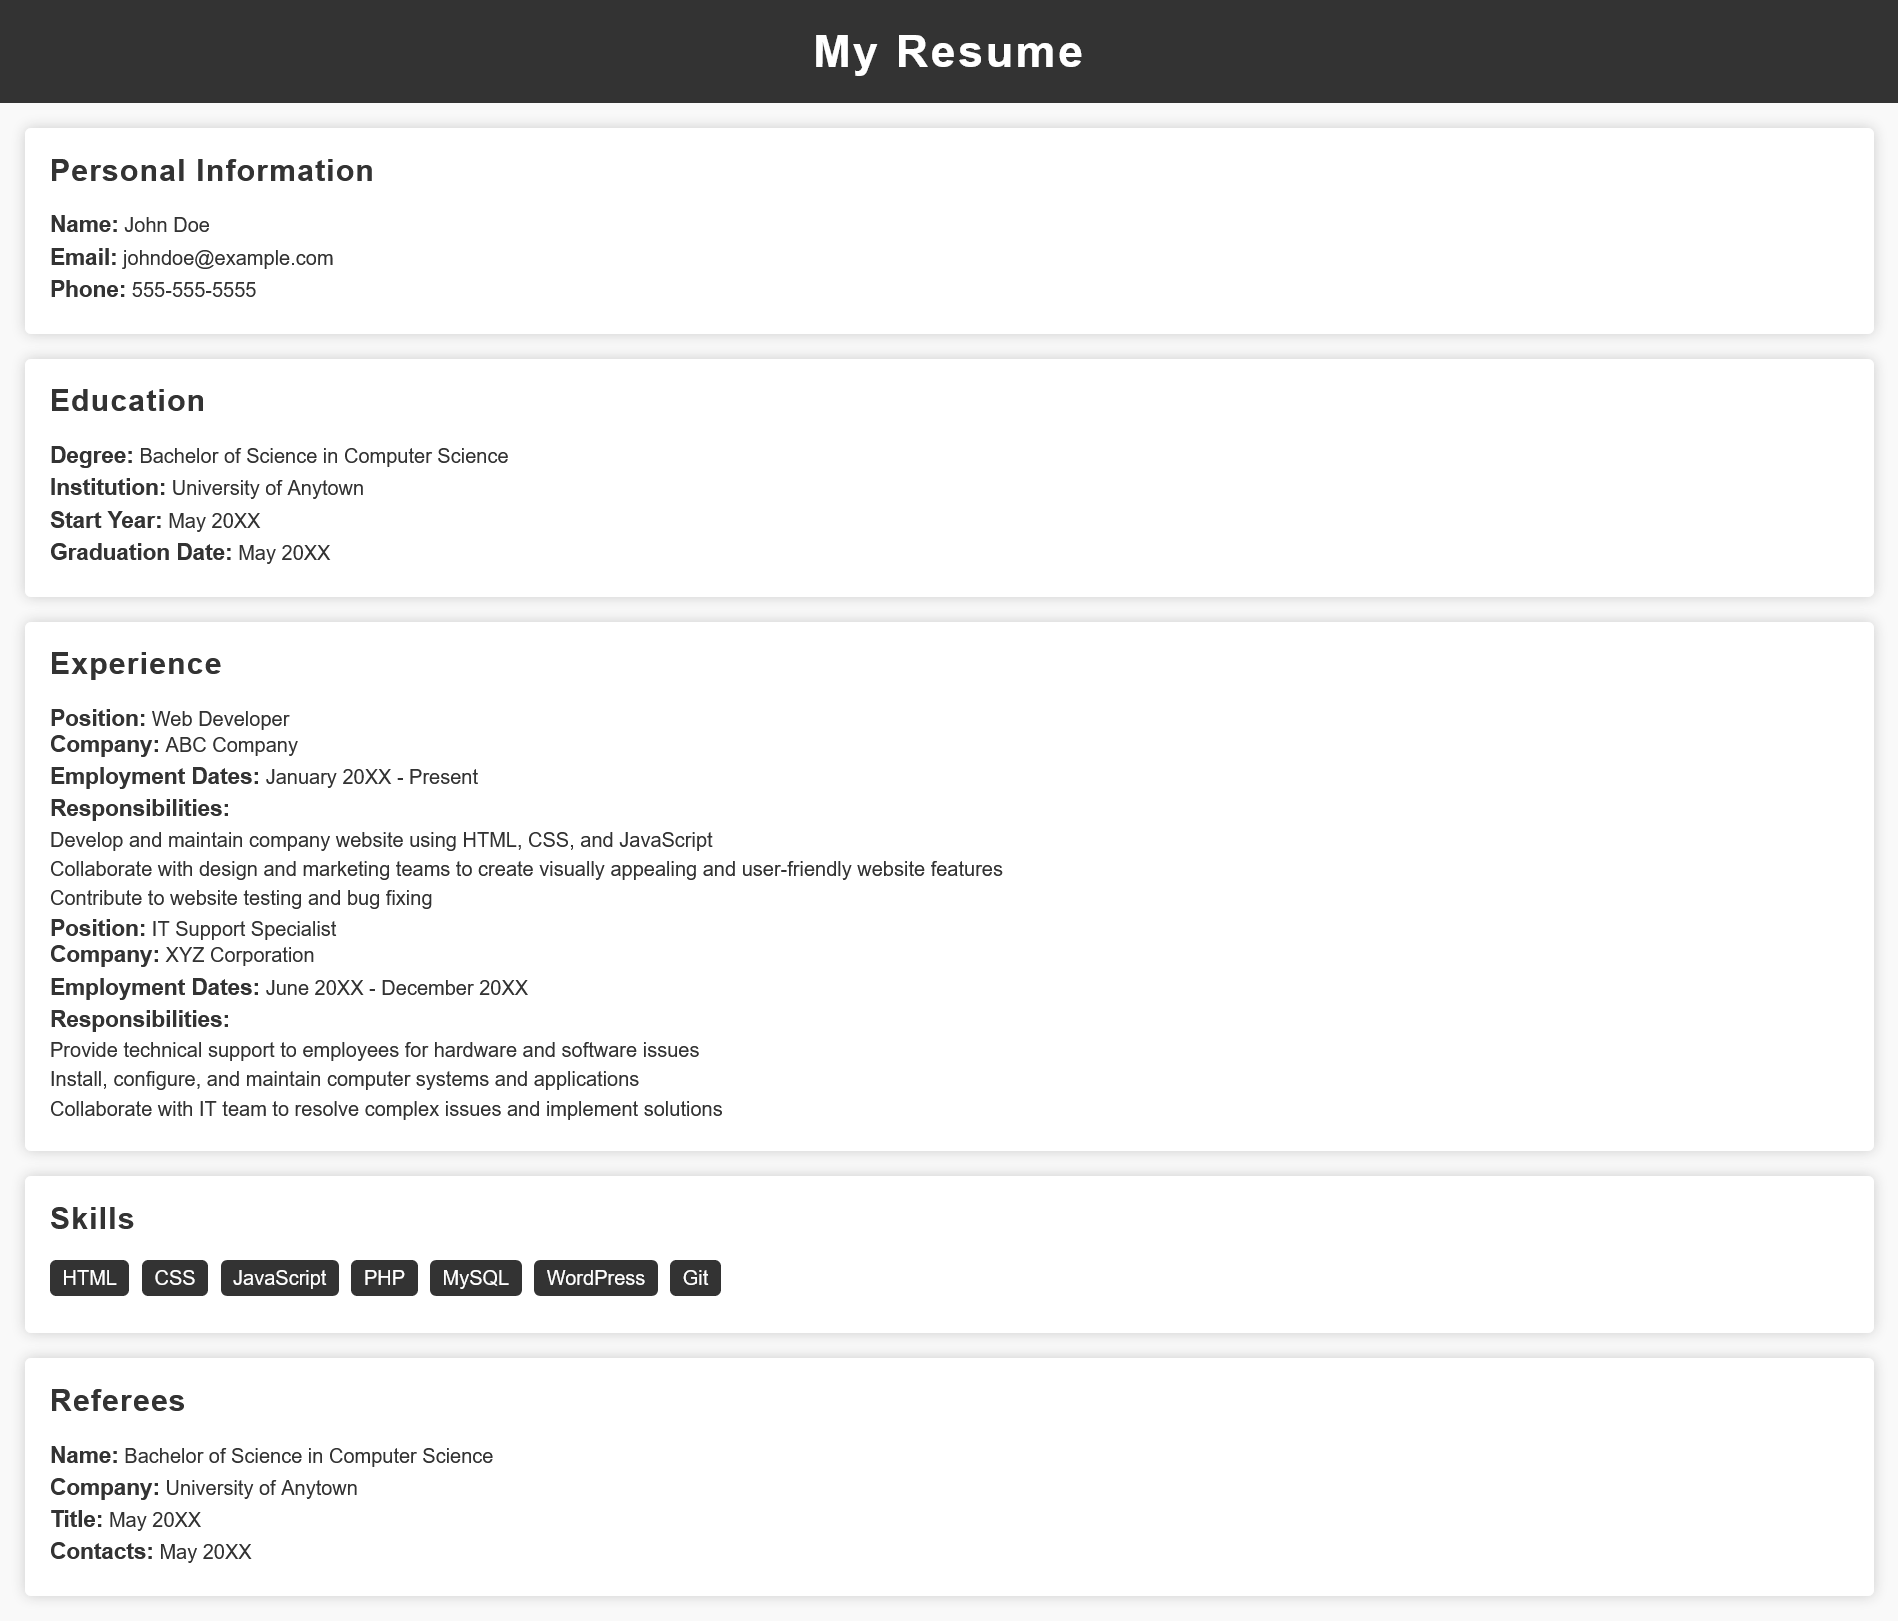 My Resume
Personal Information
Name: John Doe
Email: johndoe@example.com
Phone: 555-555-5555
Education
Degree: Bachelor of Science in Computer Science
Institution: University of Anytown
Start Year: May 20XX
Graduation Date: May 20XX
Experience
Position: Web Developer
Company: ABC Company
Employment Dates: January 20XX - Present
Responsibilities:
Develop and maintain company website using HTML, CSS, and JavaScript
Collaborate with design and marketing teams to create visually appealing and user-friendly website features
Contribute to website testing and bug fixing
Position: IT Support Specialist
Company: XYZ Corporation
Employment Dates: June 20XX - December 20XX
Responsibilities:
Provide technical support to employees for hardware and software issues
Install, configure, and maintain computer systems and applications
Collaborate with IT team to resolve complex issues and implement solutions
Skills
HTML CSS JavaScript PHP MySQL WordPress Git
Referees
Name: Bachelor of Science in Computer Science
Company: University of Anytown
Title: May 20XX
Contacts: May 20XX